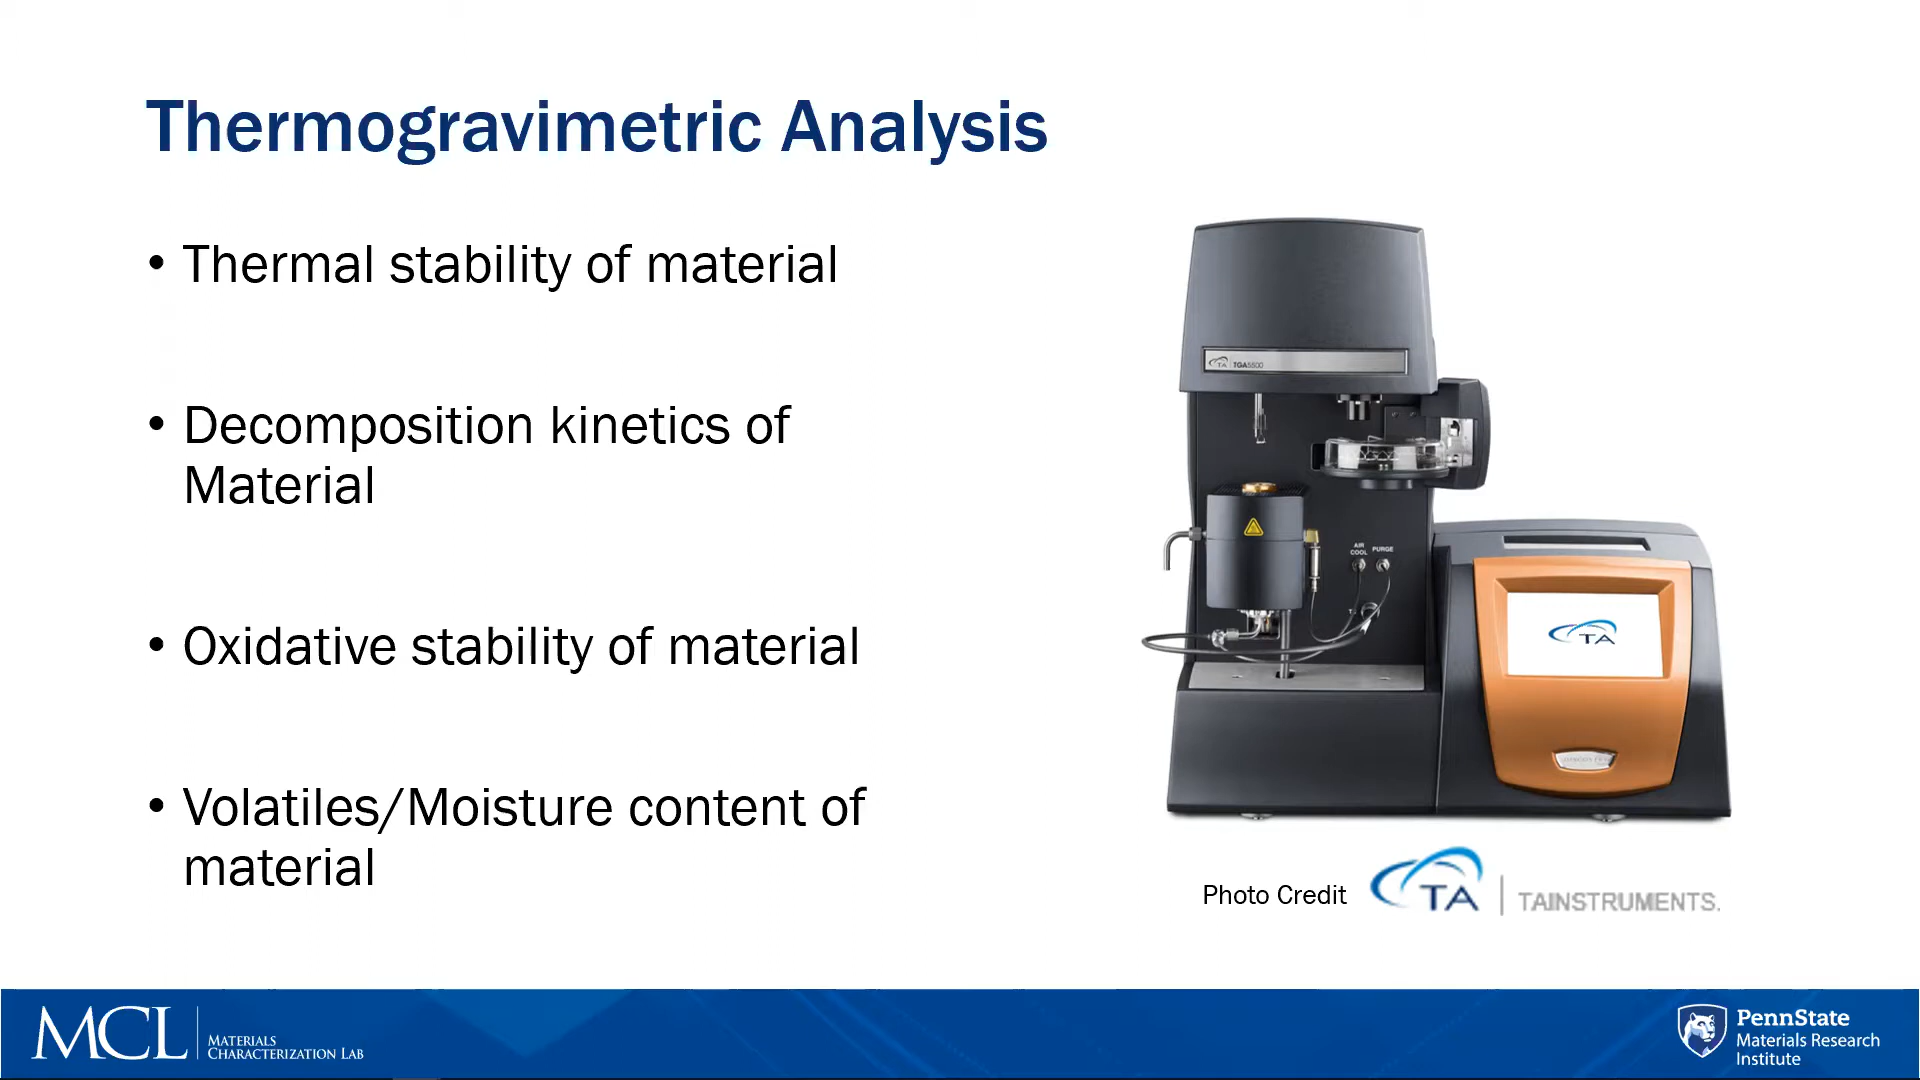 Thermogravimetric Analysis
• Thermal stability of material
• Decomposition kinetics of
Material
• Oxidative stability of material
• Volatiles/Moisture content of
material
TA TGA5500
AIR
COOL
PURGE
TA
Photo Credit
TA | TAINSTRUMENTS.
MCL
MATERIALS
CHARACTERIZATION LAB
PennState
Materials Research
Institute